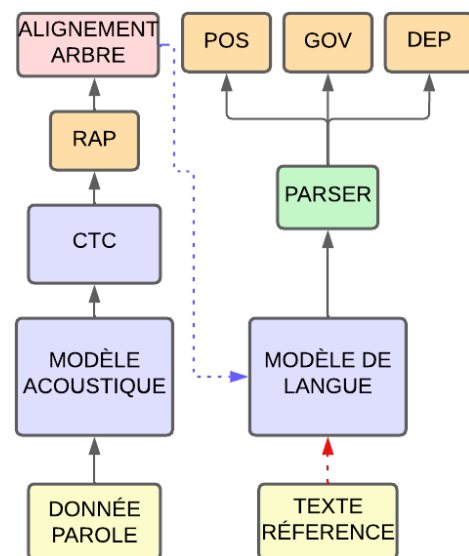 ALIGNEMENT
ARBRE
POS
GOV
DEP
RAP
PARSER
CTC
MODÈLE
ACOUSTIQUE
MODÈLE DE
LANGUE
DONNÉE
PAROLE
TEXTE
RÉFERENCE